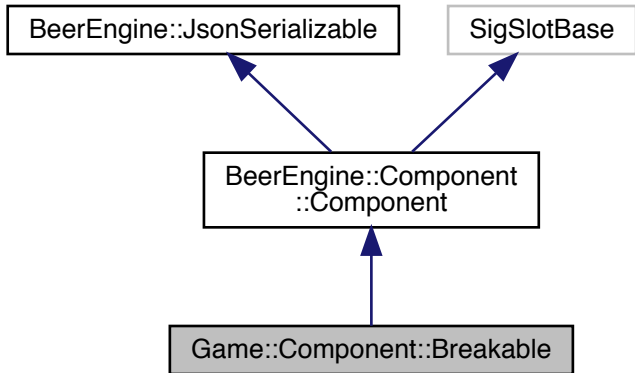 BeerEngine::JsonSerializable
SigSlotBase
BeerEngine::Component
::Component
Game::Component::Breakable